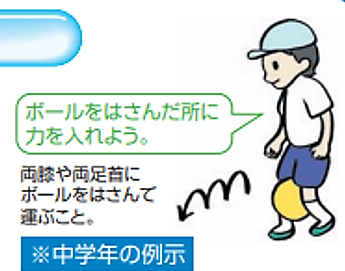 ボールをはさんだ所に
力を入れよう。
両膝や両足首に
ボールをはさんで
運ぶこと。
※中学年の例示